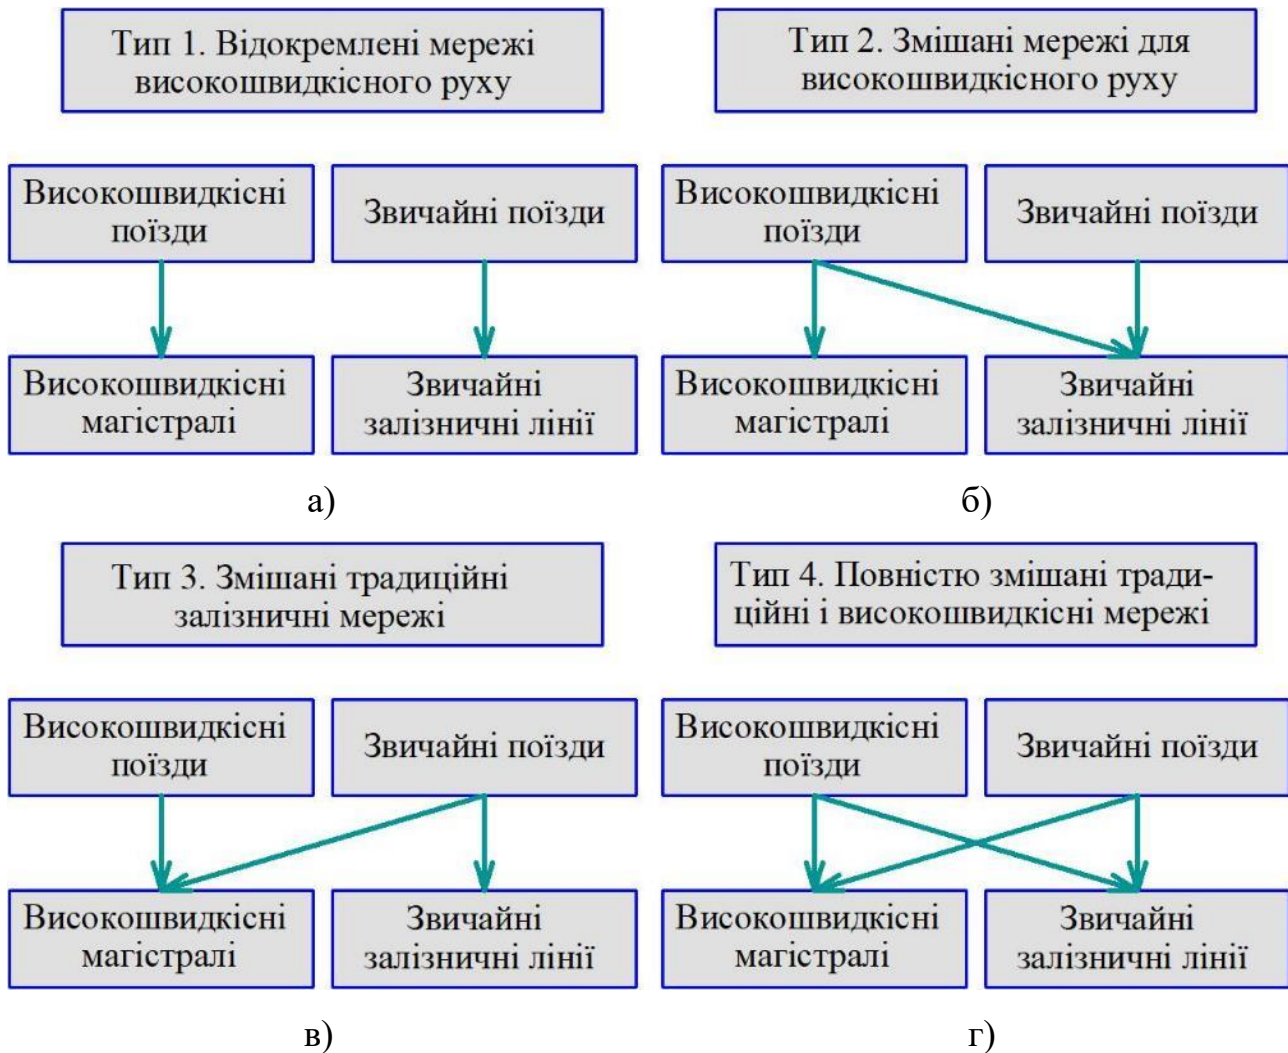 Тип 1. Відокремлені мережі
високошвидкісного руху
Тип 2. Змішані мережі для
високошвидкісного руху
Високошвидкісні
поїзди
Звичайні поїзди
Високошвидкісні
поїзди
Звичайні поїзди
Високошвидкісні
магістралі
Звичайні
залізничні лінії
Високошвидкісні
магістралі
Звичайні
залізничні лінії
а)
б)
Тип 3. Змішані традиційні
залізничні мережі
Тип 4. Повністю змішані тради-
ційні і високошвидкісні мережі
Високошвидкісні
поїзди
Звичайні поїзди
Високошвидкісні
поїзди
Звичайні поїзди
Високошвидкісні
магістралі
Звичайні
залізничні лінії
Високошвидкісні
магістралі
Звичайні
залізничні лінії
в)
г)